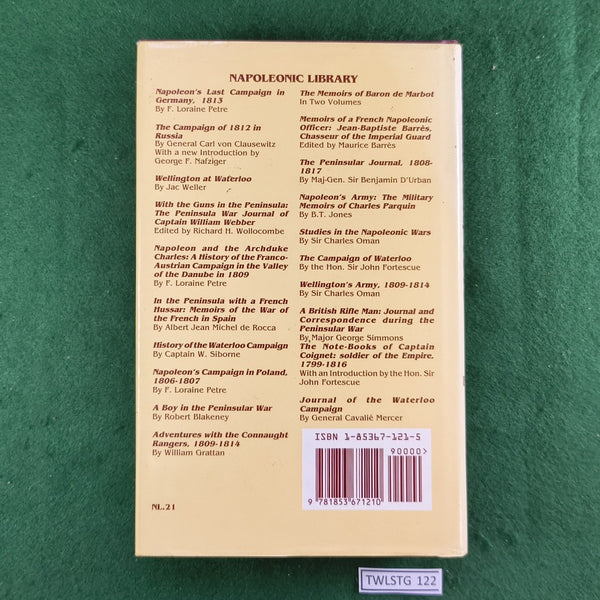 NAPOLEONIC LIBRARY
Napoleon's Last Campaign in
Germany, 1813
By F. Loraine Petre
The Campaign of 1812 in
Russia
By General Carl von Clausewitz
With a new Introduction by
George F. Nafziger
Wellington at Waterloo
By Jac Weller
With the Guns in the Peninsula:
The Peninsula War Journal of
Captain William Webber
Edited by Richard H. Wollocombe
Napoleon and the Archduke
Charles: A History of the Franco-
Austrian Campaign in the Valley
of the Danube in 1809
By F. Loraine Petre
In the Peninsula with a French
Hussar: Memoirs of the War of
the French in Spain
By Albert Jean Michel de Rocca
History of the Waterloo Campaign
By Captain W. Siborne
Napoleon's Campaign in Poland,
1806-1807
By F. Loraine Petre
A Boy in the Peninsular War
By Robert Blakeney
Adventures with the Connaught
Rangers, 1809-1814
By William Grattan
NL.21
The Memoirs of Baron de Marbot
In Two Volumes
Memoirs of a French Napoleonic
Officer: Jean-Baptiste Barrès,
Chasseur of the Imperial Guard
Edited by Maurice Barrès
The Peninsular Journal, 1808-
1817
By Maj-Gen. Sir Benjamin D'Urban
Napoleon's Army: The Military
Memoirs of Charles Parquin
By B.T. Jones
Studies in the Napoleonic Wars
By Sir Charles Oman
The Campaign of Waterloo
By the Hon. Sir John Fortescue
Wellington's Army, 1809-1814
By Sir Charles Oman
A British Rifle Man: Journal and
Correspondence during the
Peninsular War
By Major George Simmons
The Note-Books of Captain
Coignet: soldier of the Empire,
1799-1816
With an Introduction by the Hon. Sir
John Fortescue
Journal of the Waterloo
Campaign
By General Cavalié Mercer
ISBN 1-85367-121-5
90000>
9 781853 671210
TWLSTG 122